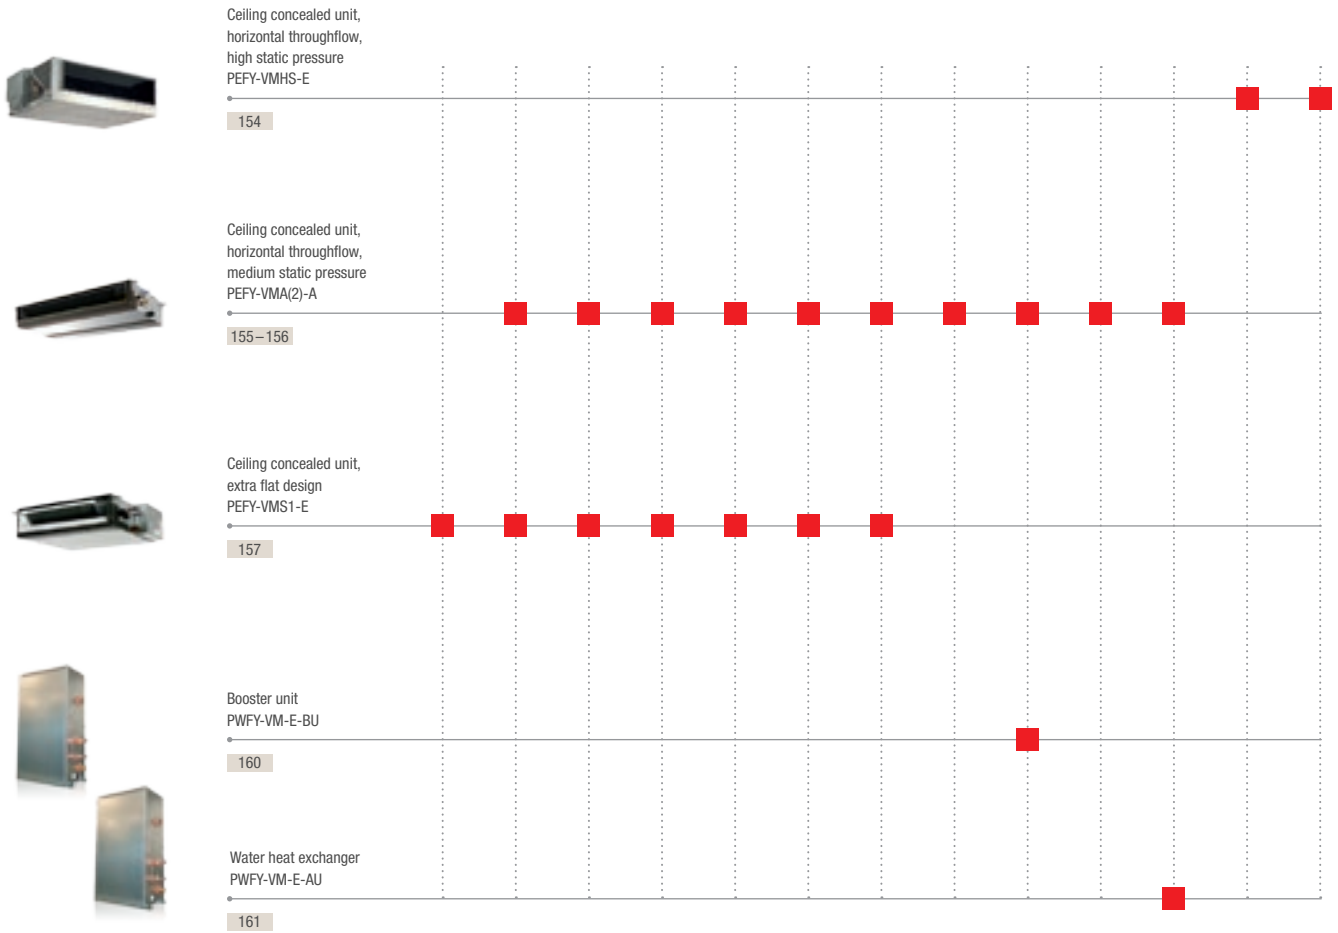 Ceiling concealed unit,
horizontal throughflow,
high static pressure
PEFY-VMHS-E
154
Ceiling concealed unit,
horizontal throughflow,
medium static pressure
PEFY-VMA(2)-A
155–156
Ceiling concealed unit,
extra flat design
PEFY-VMS1-E
157
Booster unit
PWFY-VM-E-BU
160
Water heat exchanger
PWFY-VM-E-AU
161